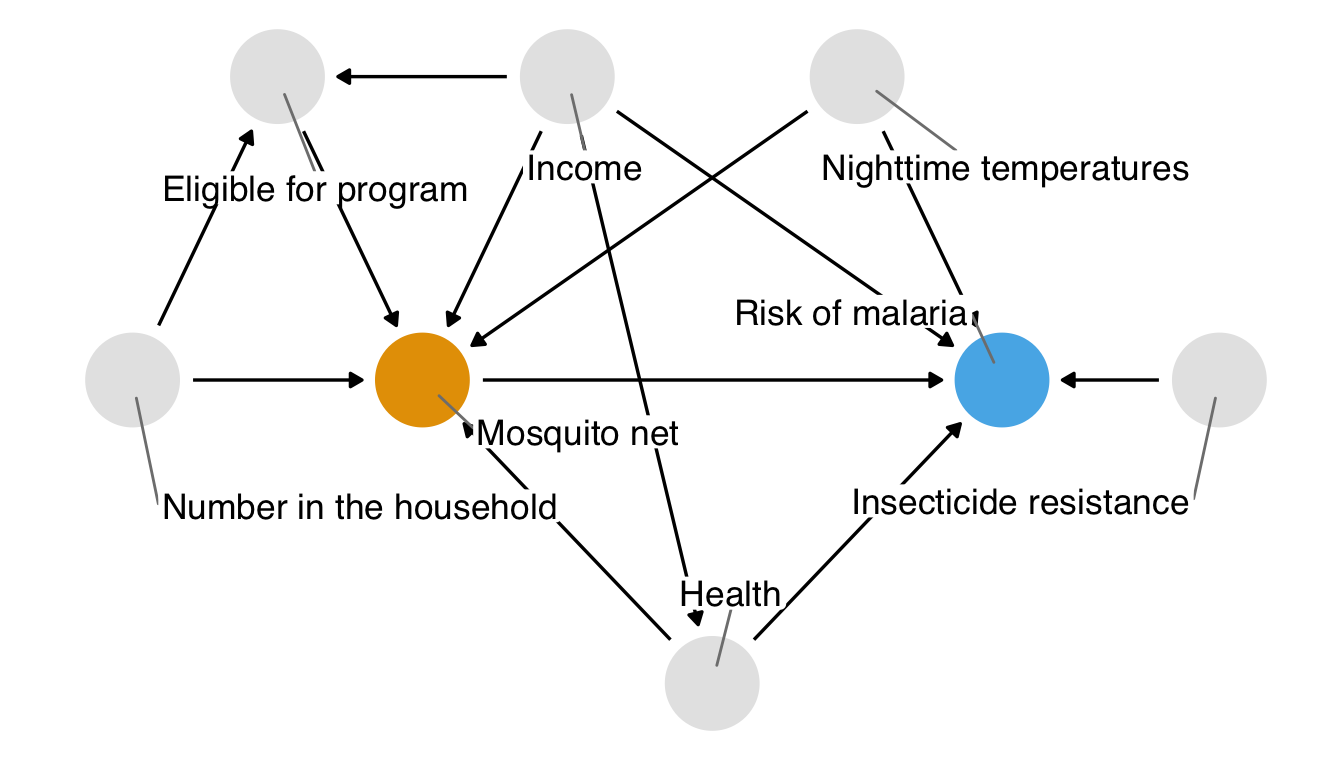 Income
Nighttime temperatures
Eligible for program
Risk of malaria
Mosquito net
Insecticide resistance
Number in the household
Health